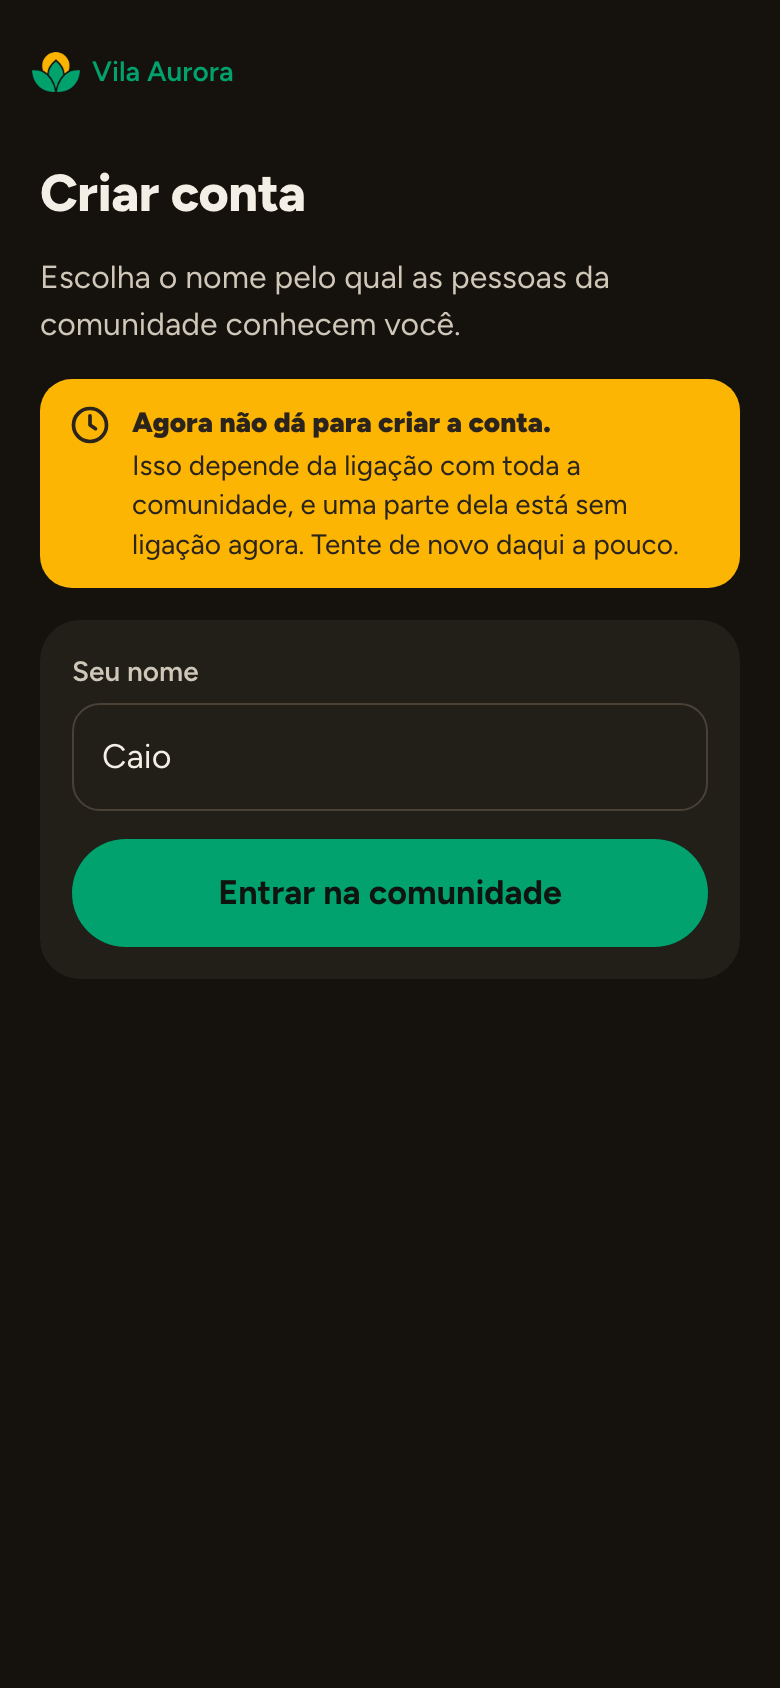 Vila Aurora
Criar conta
Escolha o nome pelo qual as pessoas da
comunidade conhecem você.
Agora não dá para criar a conta.
Isso depende da ligação com toda a
comunidade, e uma parte dela está sem
ligação agora. Tente de novo daqui a pouco.
Seu nome
Caio
Entrar na comunidade